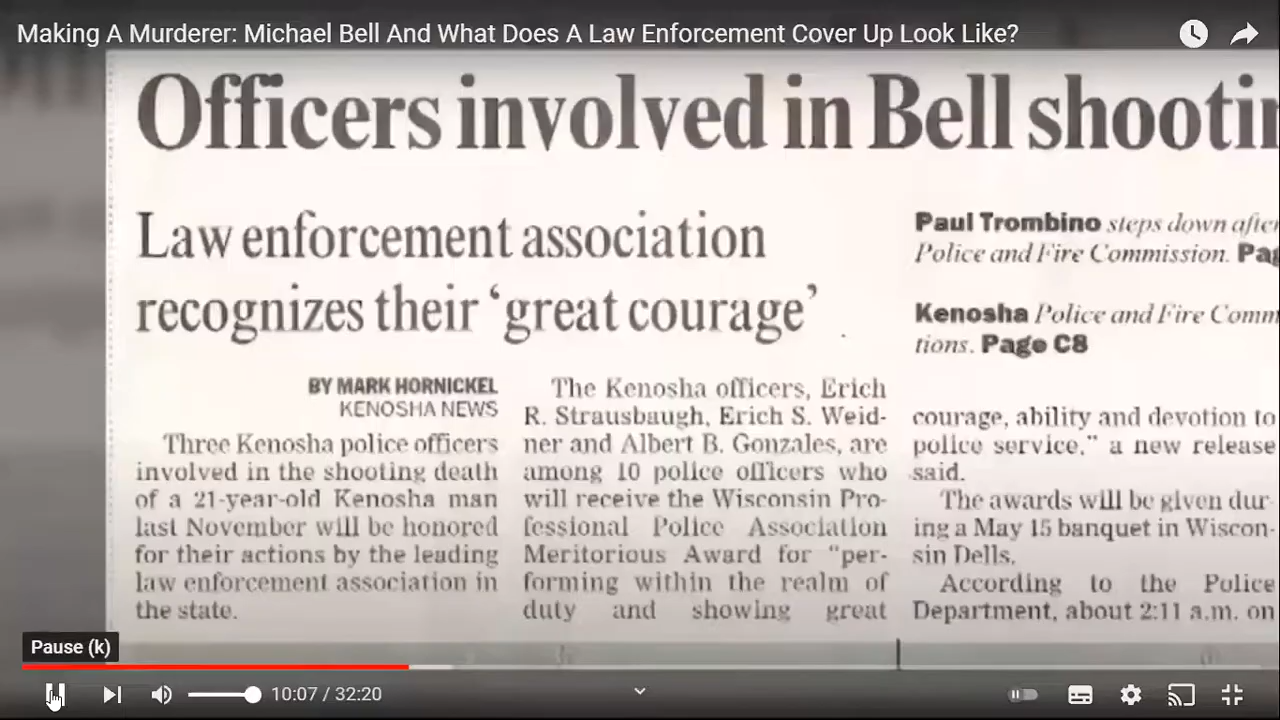 Making A Murderer: Michael Bell And What Does A Law Enforcement Cover Up Look Like?
Officers involved in Bell
Law enforcement association
recognizes their ‘great courage’
BY MARK HORNICKEL
KENOSHA NEWS
Three Kenosha police officers
involved in the shooting death
of a 21-year-old Kenosha man
last November will be honored
for their actions by the leading
law enforcement association in
the state.
The Kenosha officers, Erich
R. Strausbaugh, Erich S. Weid-
ner and Albert B. Gonzales, are
among 10 police officers who
will receive the Wisconsin Pro-
fessional Police Association
Meritorious Award for “per-
forming within the realm of
duty and showing great
Paul Trombino steps down after
Police and Fire Commission.
Kenosha Police and Fire
tions. Page C8
courage, ability and devotion to
police service," a new release
said.
The awards will be given dur-
ing a May 15 banquet in Wiscon-
sin Dells.
According to the Police
Department, about 2:11 a.m. on
Pause (k)
10:07 / 32:20